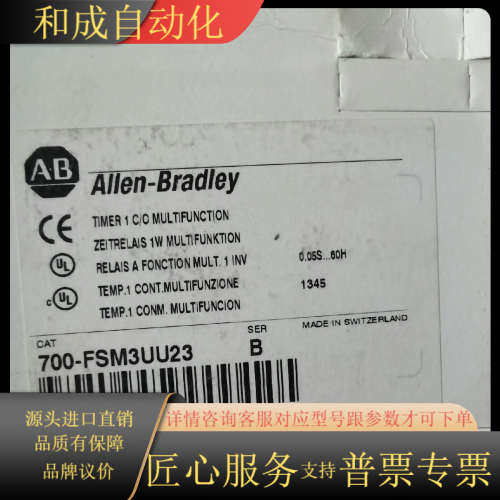 和成自动化
AB
Allen-Bradley
CE
TIMER 1 C/O MULTIFUNCTION
ZEITRELAIS 1W MULTIFUNKTION
UL
RELAIS A FONCTION MULT. 1 INV
0.05S...60H
c UL
TEMP.1 CONT.MULTIFUNZIONE
1345
TEMP.1 CONM. MULTIFUNCION
MADE IN SWITZERLAND
CAT
SER
700-FSM3UU23
B
源头进口直销
品质有保障
品牌议价
详情咨询客服对应型号跟参数才可下单
匠心服务支持普票专票